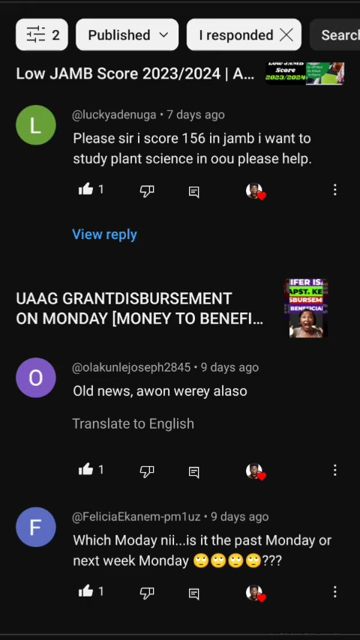 2
Published
I responded
Search
Low JAMB Score 2023/2024 | A...
LOW JAMB
Score
2023/2024
L
@luckyadenuga • 7 days ago
Please sir i score 156 in jamb i want to
study plant science in oou please help.
1
View reply
UAAG GRANTDISBURSEMENT
ON MONDAY [MONEY TO BENEFI...
IFER IS.
APST. KE
SBURSEM
BENEFICIA
O
@olakunlejoseph2845 • 9 days ago
Old news, awon werey alaso
Translate to English
1
F
@FeliciaEkanem-pm1uz • 9 days ago
Which Moday nii...is it the past Monday or
next week Monday 🙄🙄🙄🙄???
1